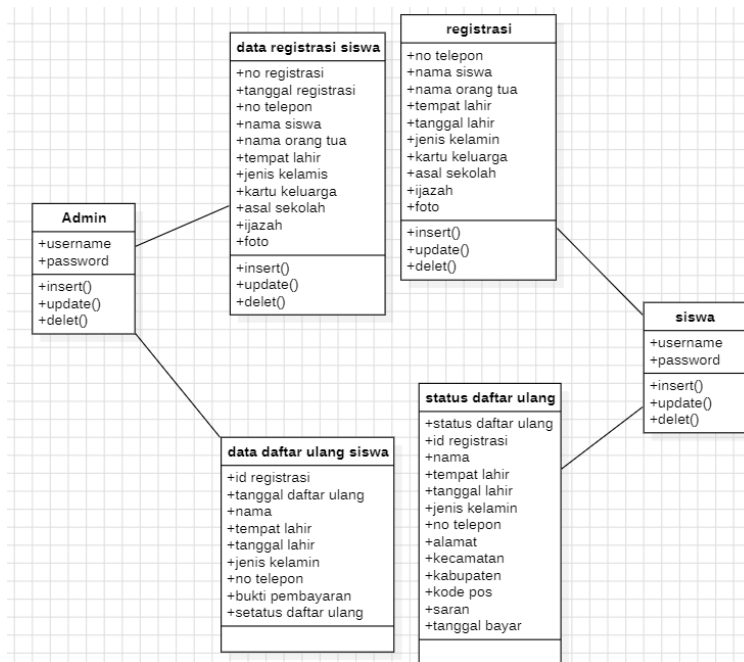 registrasi
+no telepon
+nama siswa
+nama orang tua
+tempat lahir
+tanggal lahir
+jenis kelamin
+kartu keluarga
+asal sekolah
+ijazah
+foto
+insert()
+update()
+delet()
data registrasi siswa
+no registrasi
+tanggal registrasi
+no telepon
+nama siswa
+nama orang tua
+tempat lahir
+jenis kelamis
+kartu keluarga
+asal sekolah
+ijazah
+foto
+insert()
+update()
+delet()
Admin
+username
+password
+insert()
+update()
+delet()
siswa
+username
+password
+insert()
+update()
+delet()
status daftar ulang
+status daftar ulang
+id registrasi
+nama
+tempat lahir
+tanggal lahir
+jenis kelamin
+no telepon
+alamat
+kecamatan
+kabupaten
+kode pos
+saran
+tanggal bayar
data daftar ulang siswa
+id registrasi
+tanggal daftar ulang
+nama
+tempat lahir
+tanggal lahir
+jenis kelamin
+no telepon
+bukti pembayaran
+setatus daftar ulang